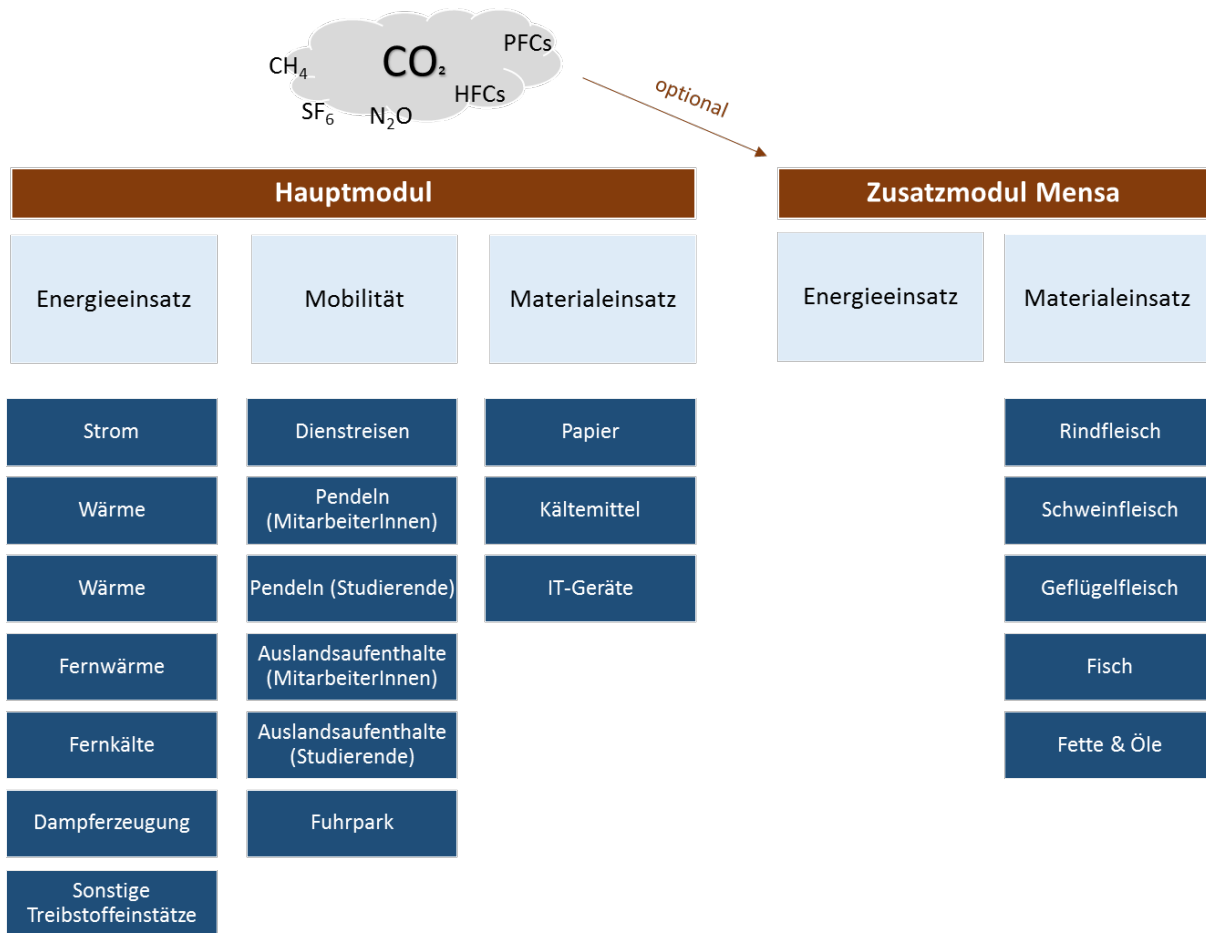 PFCs
CO₂
CH₄
HFCs
SF₆
N₂O
optional
Hauptmodul
Zusatzmodul Mensa
Energieeinsatz
Mobilität
Materialeinsatz
Energieeinsatz
Materialeinsatz
Strom
Dienstreisen
Papier
Rindfleisch
Wärme
Pendeln
(MitarbeiterInnen)
Kältemittel
Schweinfleisch
Wärme
Pendeln (Studierende)
IT-Geräte
Geflügelfleisch
Fernwärme
Auslandsaufenthalte
(MitarbeiterInnen)
Fisch
Fernkälte
Auslandsaufenthalte
(Studierende)
Fette & Öle
Dampferzeugung
Fuhrpark
Sonstige
Treibstoffeinstätze